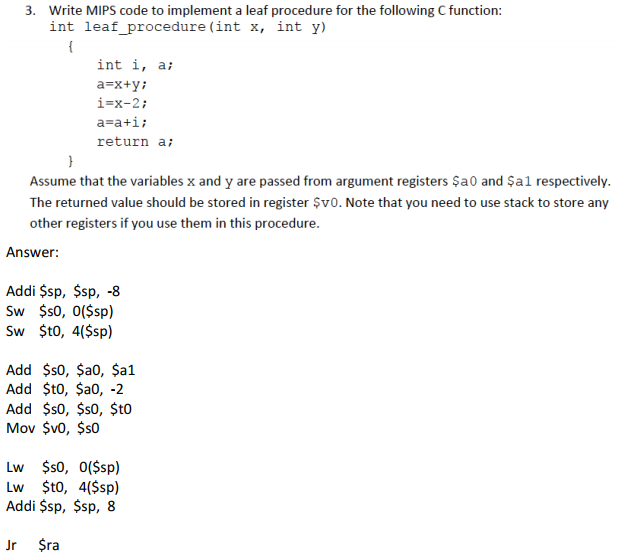 3. Write MIPS code to implement a leaf procedure for the following C function:
int leaf_procedure(int x, int y)
{
int i, a;
a=x+y;
i=x-2;
a=a+i;
return a;
}
Assume that the variables x and y are passed from argument registers $a0 and $a1 respectively.
The returned value should be stored in register $v0. Note that you need to use stack to store any
other registers if you use them in this procedure.
Answer:
Addi $sp, $sp, -8
Sw $s0, 0($sp)
Sw $t0, 4($sp)
Add $s0, $a0, $a1
Add $t0, $a0, -2
Add $s0, $s0, $t0
Mov $v0, $s0
Lw $s0, 0($sp)
Lw $t0, 4($sp)
Addi $sp, $sp, 8
Jr $ra